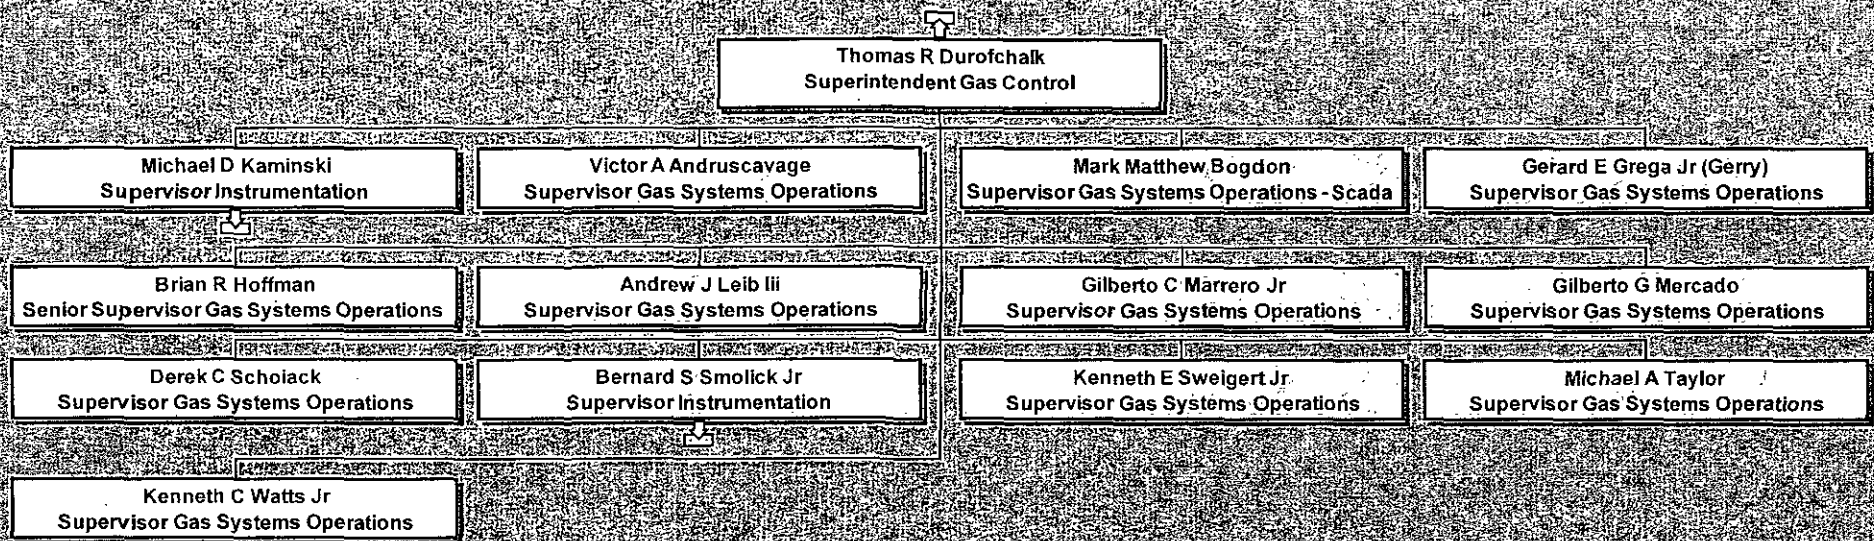 Thomas R Durofchalk
Superintendent Gas Control
Michael D Kaminski
Supervisor Instrumentation
Victor A Andruscavage
Supervisor Gas Systems Operations
Mark Matthew Bogdon
Supervisor Gas Systems Operations - Scada
Gerard E Grega Jr (Gerry)
Supervisor Gas Systems Operations
Brian R Hoffman
Senior Supervisor Gas Systems Operations
Andrew J Leib Iii
Supervisor Gas Systems Operations
Gilberto C Marrero Jr
Supervisor Gas Systems Operations
Gilberto G Mercado
Supervisor Gas Systems Operations
Derek C Schoiack
Supervisor Gas Systems Operations
Bernard S Smolick Jr
Supervisor Instrumentation
Kenneth E Sweigert Jr
Supervisor Gas Systems Operations
Michael A Taylor
Supervisor Gas Systems Operations
Kenneth C Watts Jr
Supervisor Gas Systems Operations